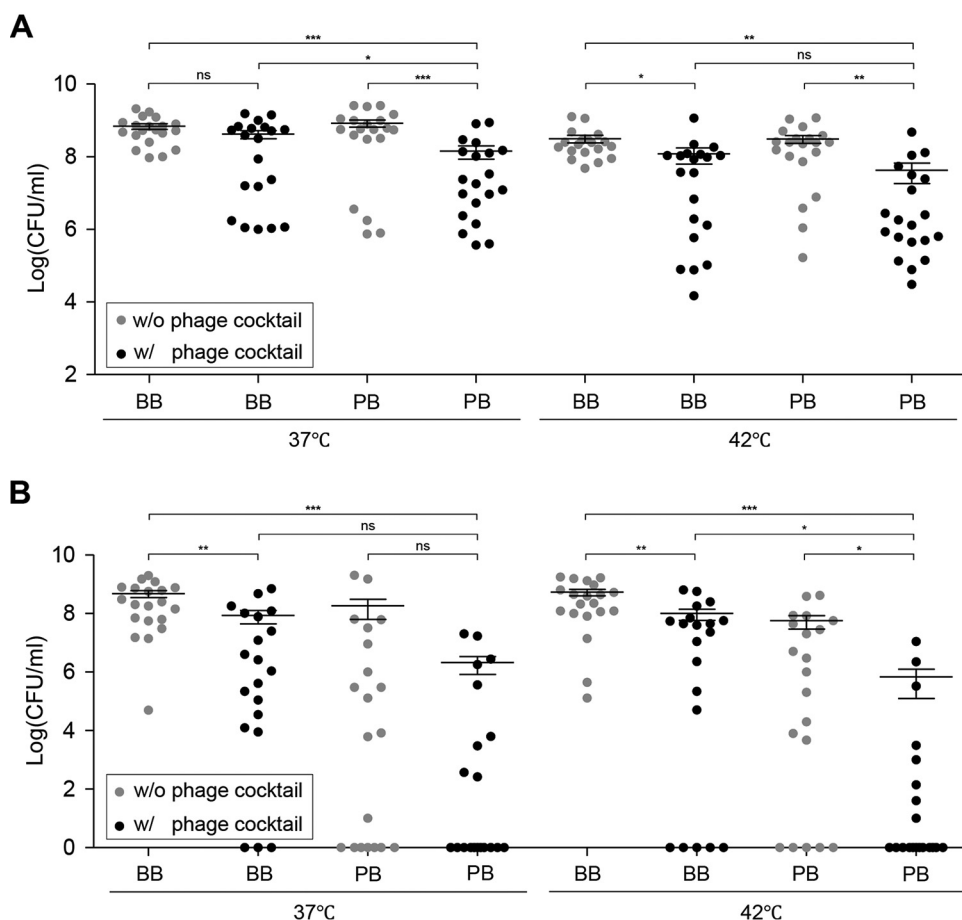 A
***
**
*
ns
ns
***
*
**
10
8
6
4
2
Log(CFU/ml)
w/o phage cocktail
w/ phage cocktail
BB BB PB PB BB BB PB PB
37℃ 42℃
B
***
***
ns
*
**
ns
**
*
10
8
6
4
2
0
Log(CFU/ml)
w/o phage cocktail
w/ phage cocktail
BB BB PB PB BB BB PB PB
37℃ 42℃